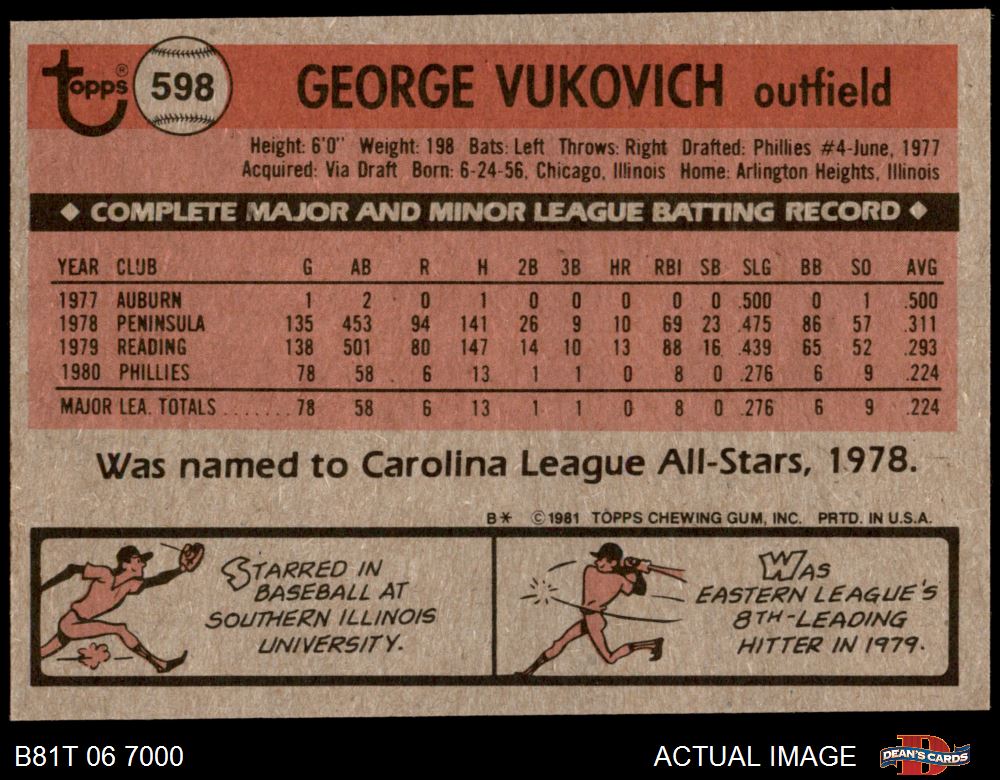 Topps® 598 GEORGE VUKOVICH outfield
Height: 6'0" Weight: 198 Bats: Left Throws: Right Drafted: Phillies #4-June, 1977
Acquired: Via Draft Born: 6-24-56, Chicago, Illinois Home: Arlington Heights, Illinois
◆ COMPLETE MAJOR AND MINOR LEAGUE BATTING RECORD ◆
YEAR CLUB G AB R H 2B 3B HR RBI SB SLG BB SO AVG
1977 AUBURN 1 2 0 1 0 0 0 0 0 .500 0 1 .500
1978 PENINSULA 135 453 94 141 26 9 10 69 23 .475 86 57 .311
1979 READING 138 501 80 147 14 10 13 88 16 .439 65 52 .293
1980 PHILLIES 78 58 6 13 1 1 0 8 0 .276 6 9 .224
MAJOR LEA. TOTALS ....... 78 58 6 13 1 1 0 8 0 .276 6 9 .224
Was named to Carolina League All-Stars, 1978.
B* ©1981 TOPPS CHEWING GUM, INC. PRTD. IN U.S.A.
STARRED IN
BASEBALL AT
SOUTHERN ILLINOIS
UNIVERSITY.
WAS
EASTERN LEAGUE'S
8TH-LEADING
HITTER IN 1979.
B81T 06 7000
ACTUAL IMAGE
DEAN'S CARDS